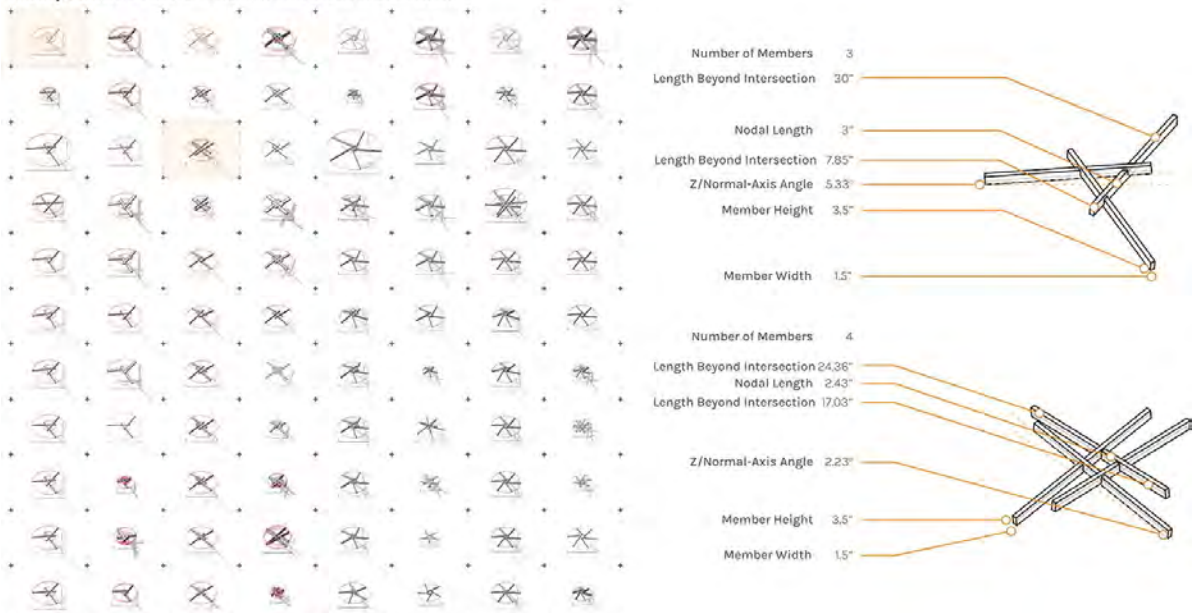 Number of Members 3
Length Beyond Intersection 30"
Nodal Length 3"
Length Beyond Intersection 7.85"
Z/Normal-Axis Angle 5.33°
Member Height 3.5"
Member Width 1.5"
Number of Members 4
Length Beyond Intersection 24.36"
Nodal Length 2.43"
Length Beyond Intersection 17.03"
Z/Normal-Axis Angle 2.23°
Member Height 3.5"
Member Width 1.5"